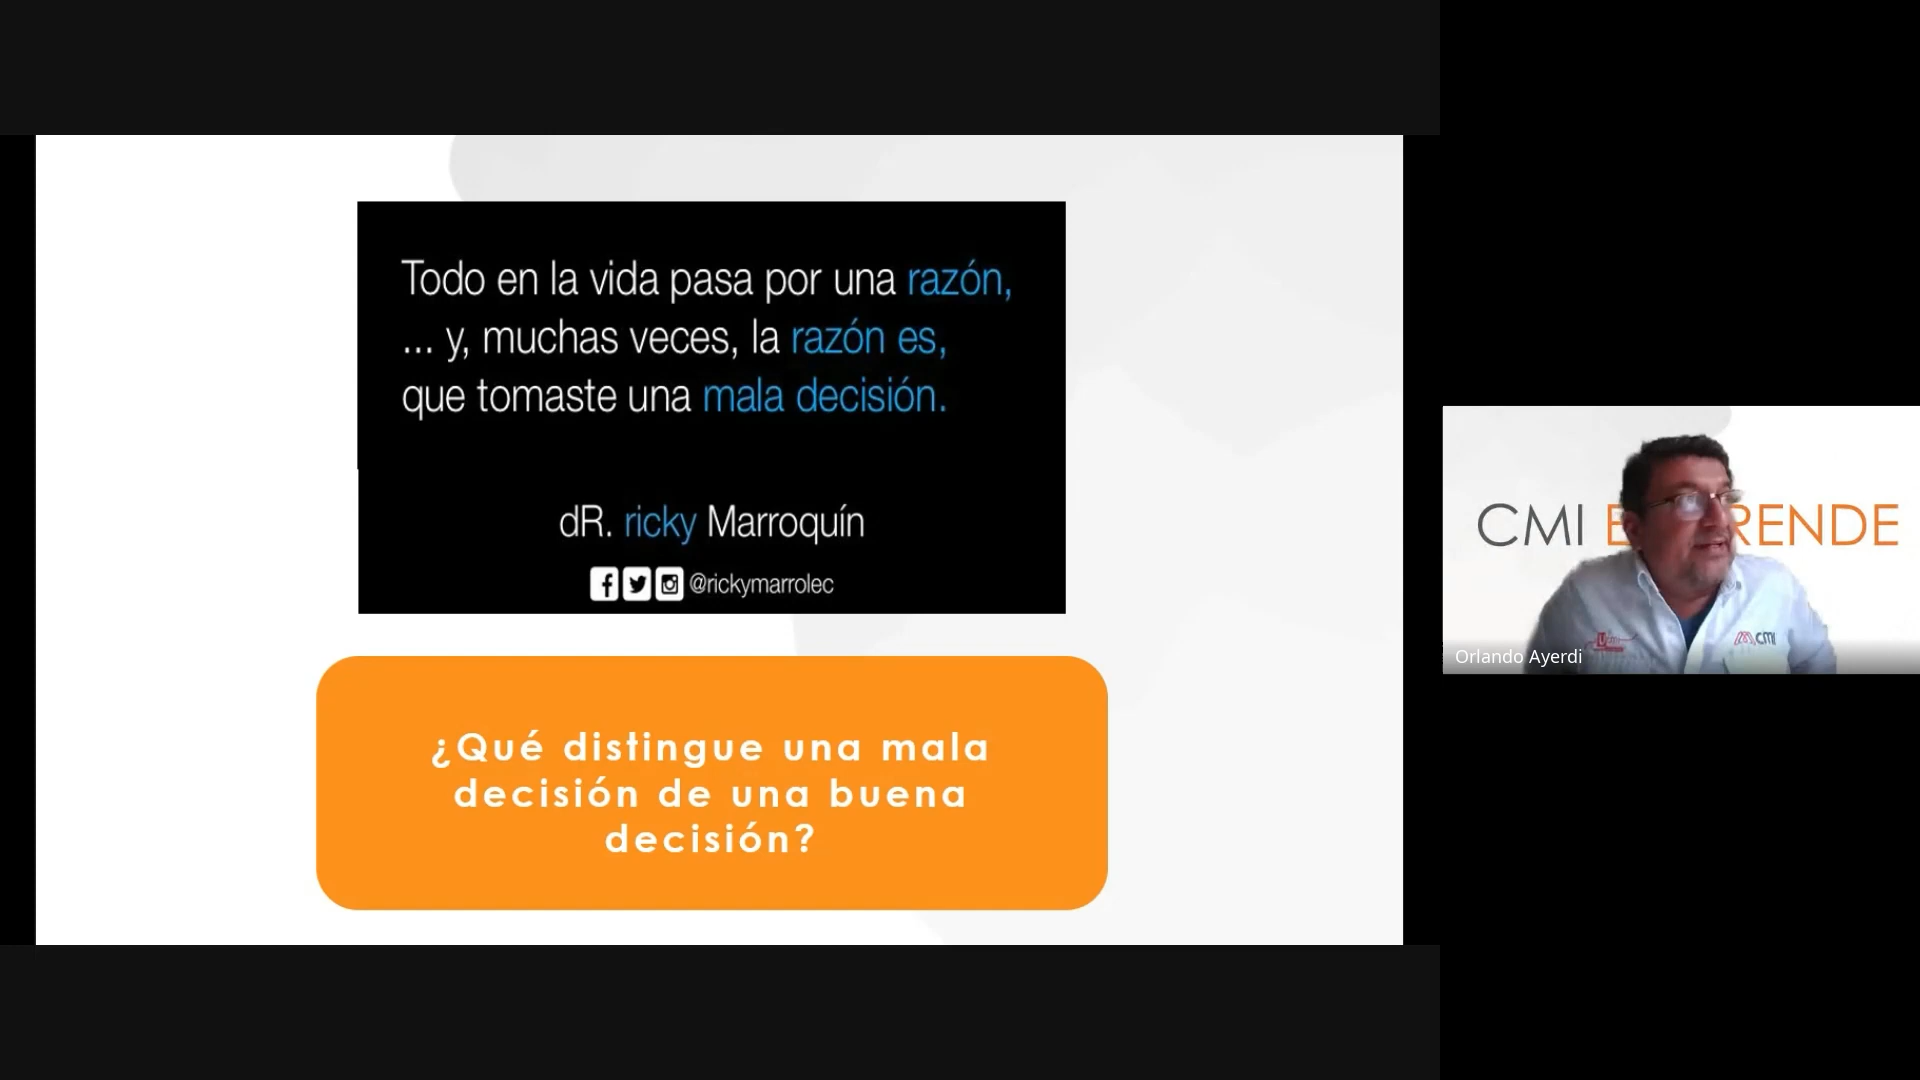 Todo en la vida pasa por una razón,
... y, muchas veces, la razón es,
que tomaste una mala decisión.
dR. ricky Marroquín
@rickymarrolec
¿Qué distingue una mala
decisión de una buena
decisión?
CMI E RENDE
CMI
Orlando Ayerdi